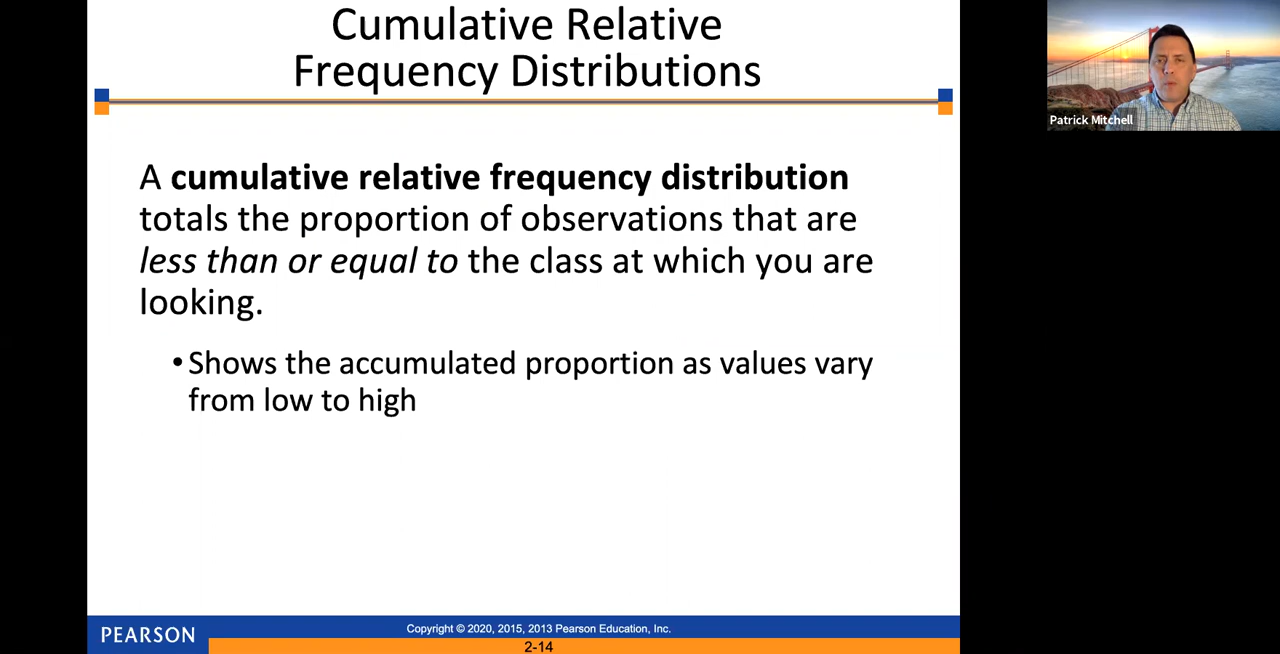 Cumulative Relative
Frequency Distributions
Patrick Mitchell
A cumulative relative frequency distribution
totals the proportion of observations that are
less than or equal to the class at which you are
looking.
•Shows the accumulated proportion as values vary
from low to high
PEARSON
Copyright © 2020, 2015, 2013 Pearson Education, Inc.
2-14